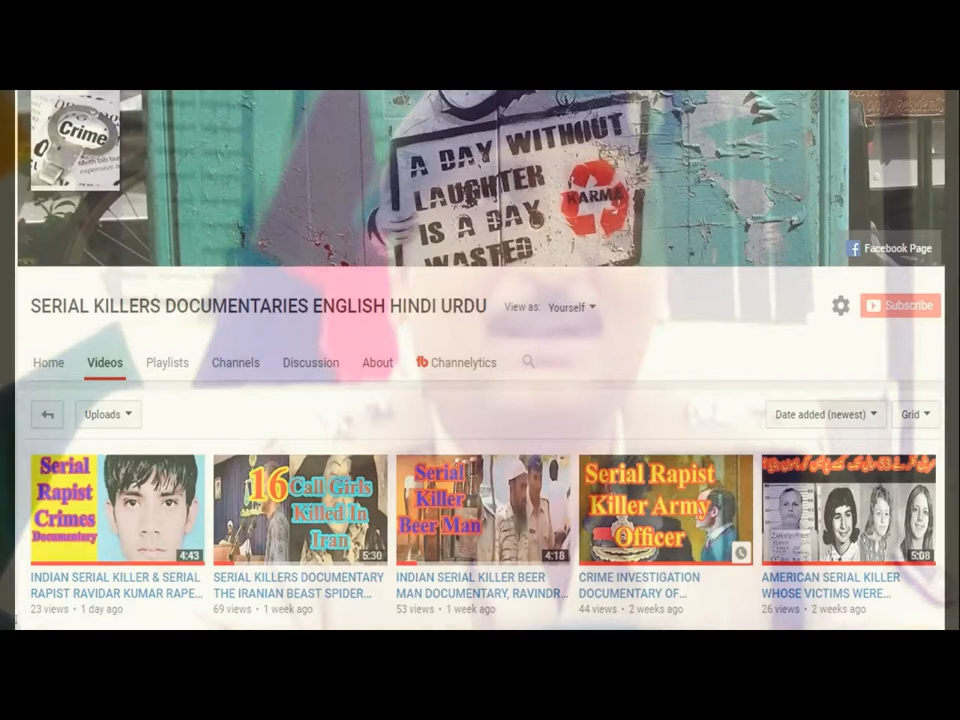 Crime
A DAY WITHOUT
LAUGHTER
IS A DAY
WASTED
KARMA
Facebook Page
SERIAL KILLERS DOCUMENTARIES ENGLISH HINDI URDU
View as: Yourself
Subscribe
Home Videos Playlists Channels Discussion About Channelytics
Uploads
Date added (newest)
Grid
Serial
Rapist
Crimes
Documentary
4:43
16 Call Girls
Killed In
Iran
5:30
Serial
Killer
Beer Man
4:18
Serial Rapist
Killer Army
Officer
5:08
INDIAN SERIAL KILLER & SERIAL
RAPIST RAVIDAR KUMAR RAPE...
23 views • 1 day ago
SERIAL KILLERS DOCUMENTARY
THE IRANIAN BEAST SPIDER...
69 views • 1 week ago
INDIAN SERIAL KILLER BEER
MAN DOCUMENTARY, RAVINDR...
53 views • 1 week ago
CRIME INVESTIGATION
DOCUMENTARY OF...
44 views • 2 weeks ago
AMERICAN SERIAL KILLER
WHOSE VICTIMS WERE...
26 views • 2 weeks ago